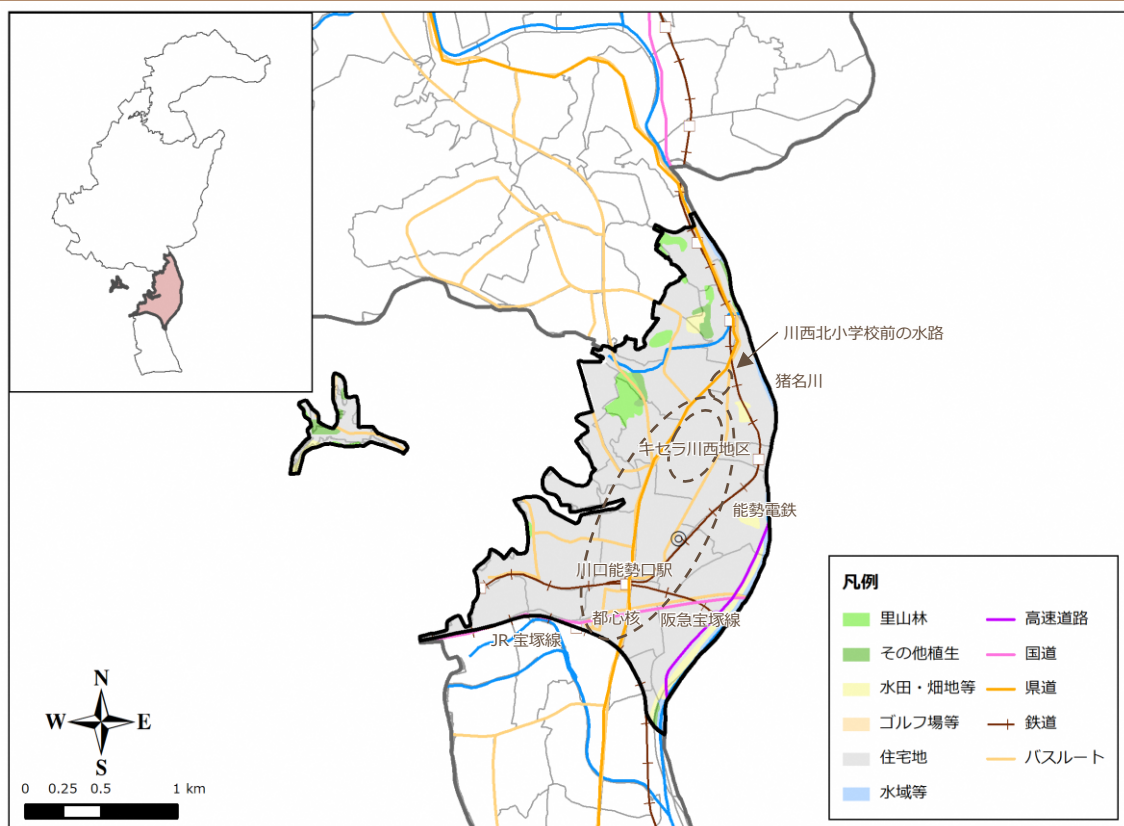 川西北小学校前の水路
猪名川
キセラ川西地区
能勢電鉄
川口能勢口駅
都心核
阪急宝塚線
JR 宝塚線
凡例
里山林
高速道路
その他植生
国道
水田・畑地等
県道
ゴルフ場等
鉄道
住宅地
バスルート
水域等
N
W
E
S
0 0.25 0.5 1 km